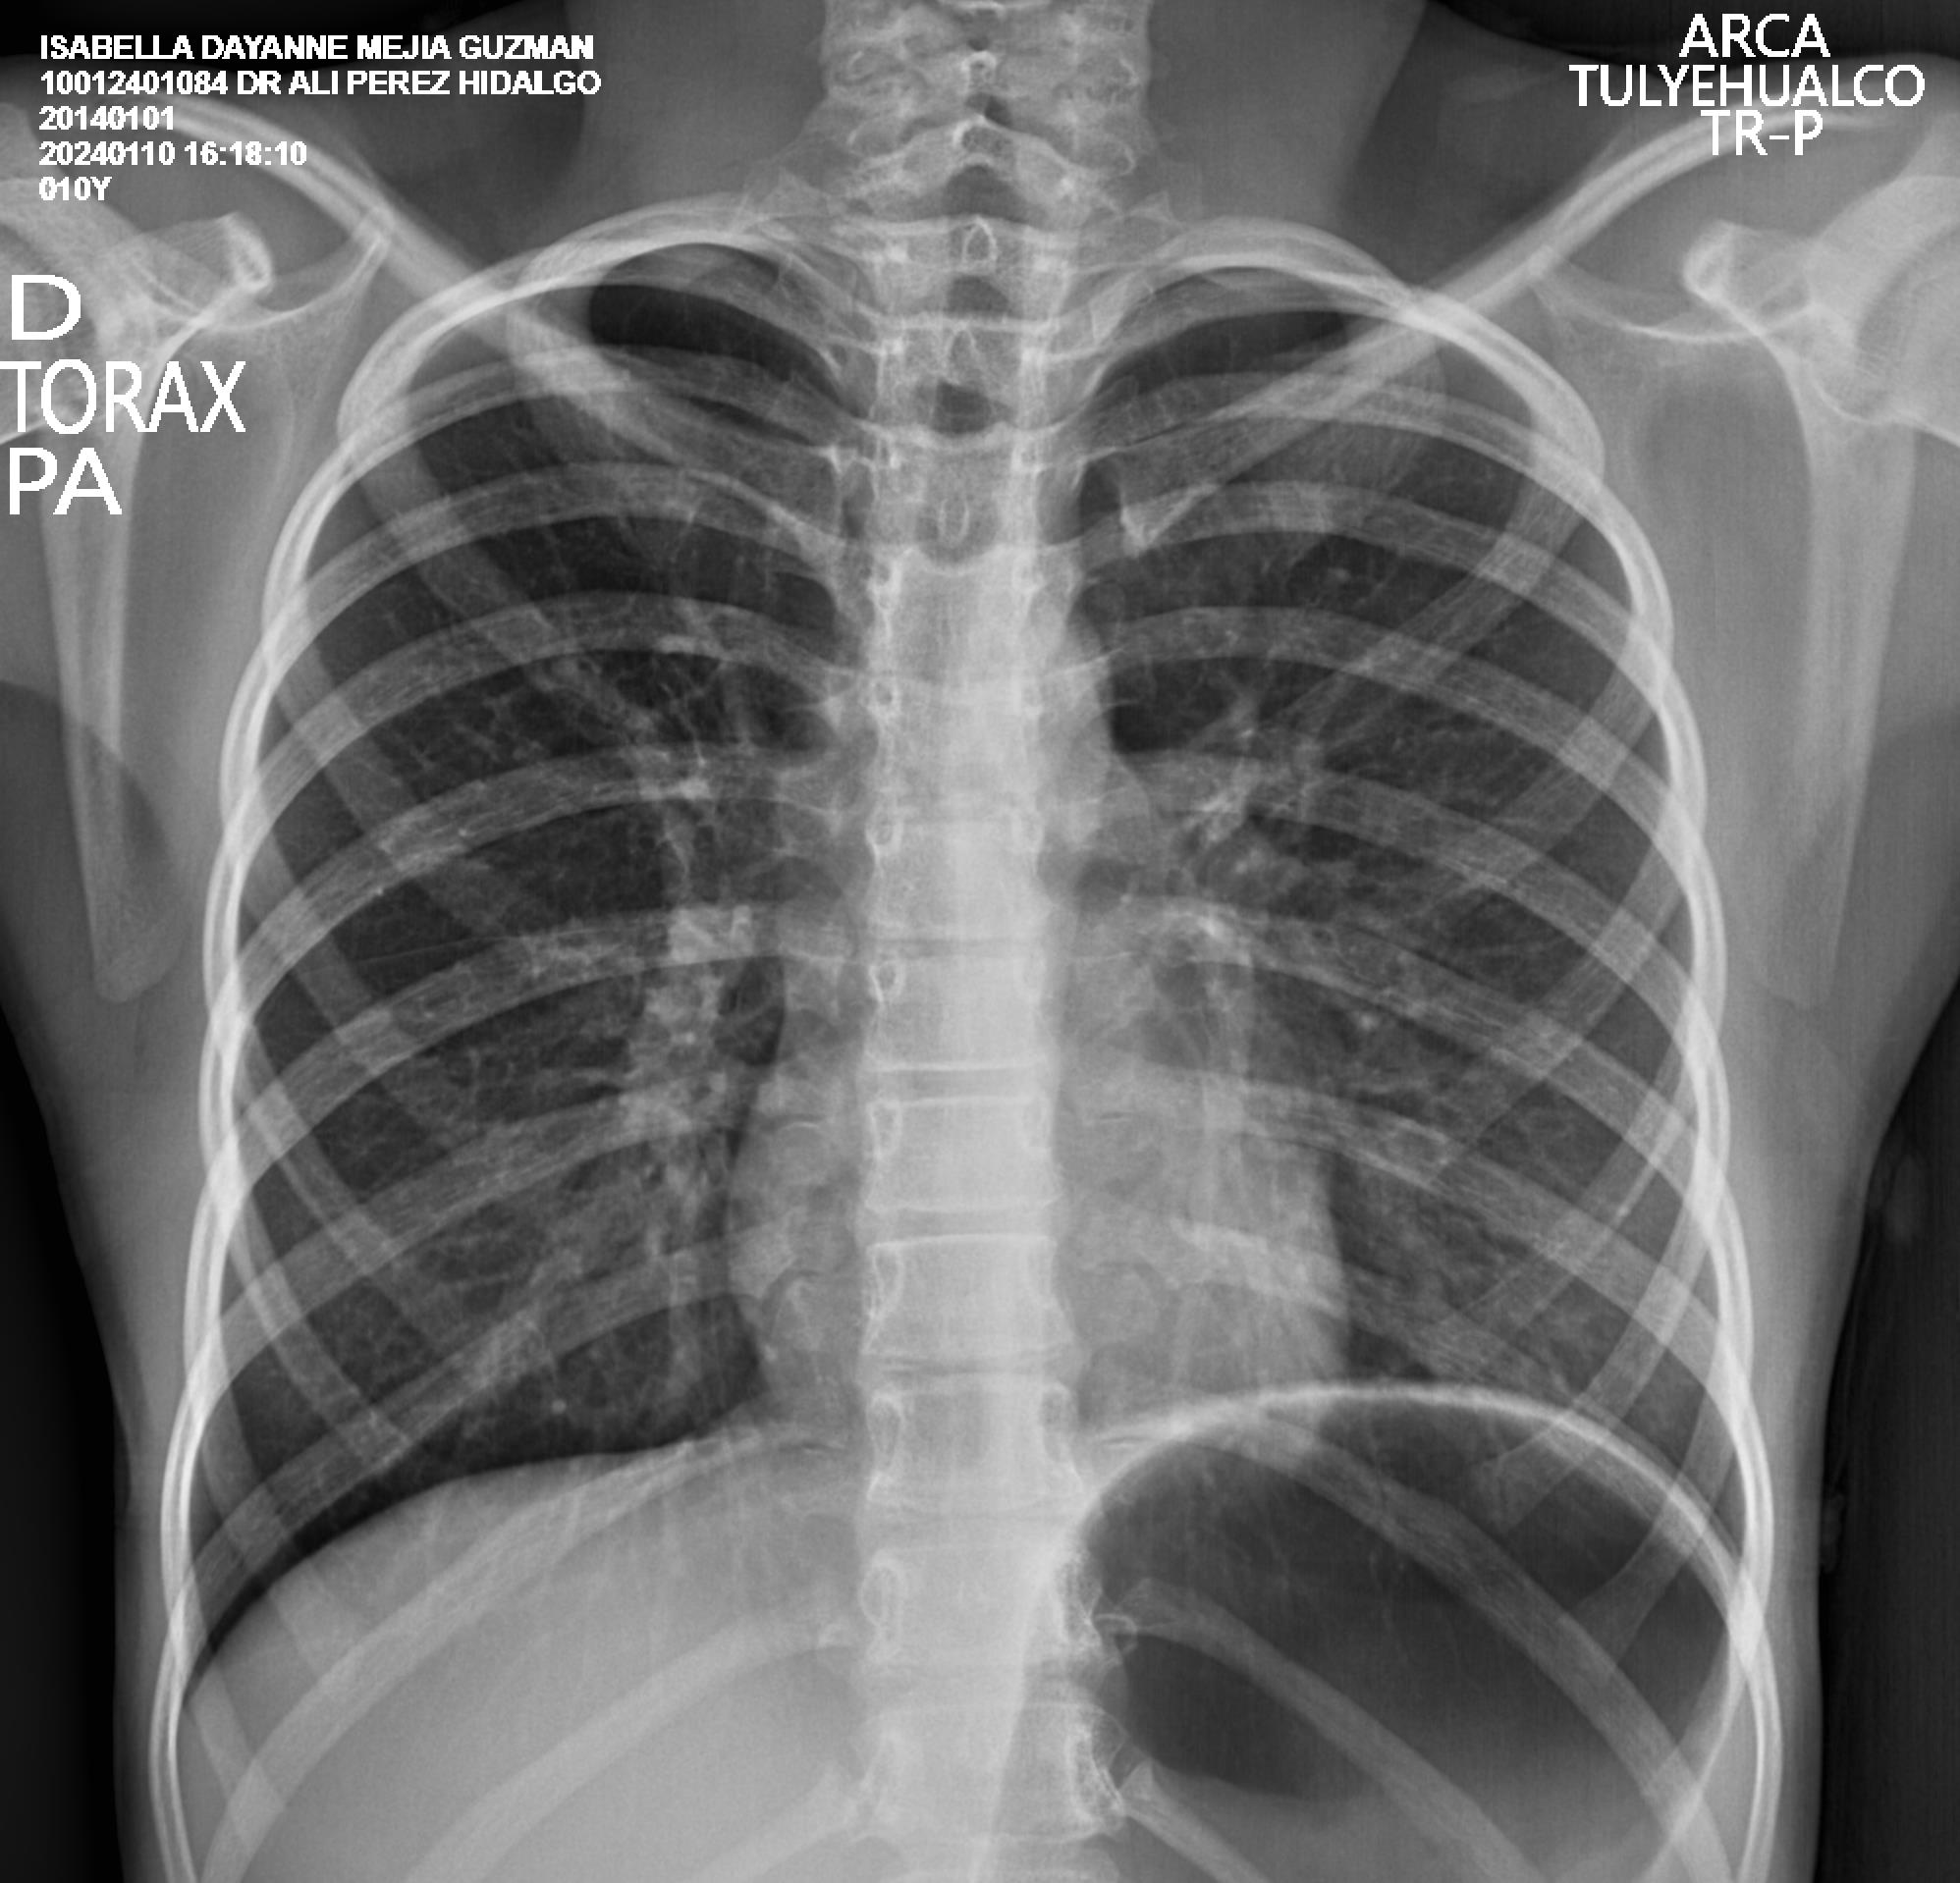 ISABELLA DAYANNE MEJIA GUZMAN
10012401084 DR ALI PEREZ HIDALGO
20140101
20240110 16:18:10
010Y
ARCA
TULYEHUALCO
TR-P
D
TORAX
PA